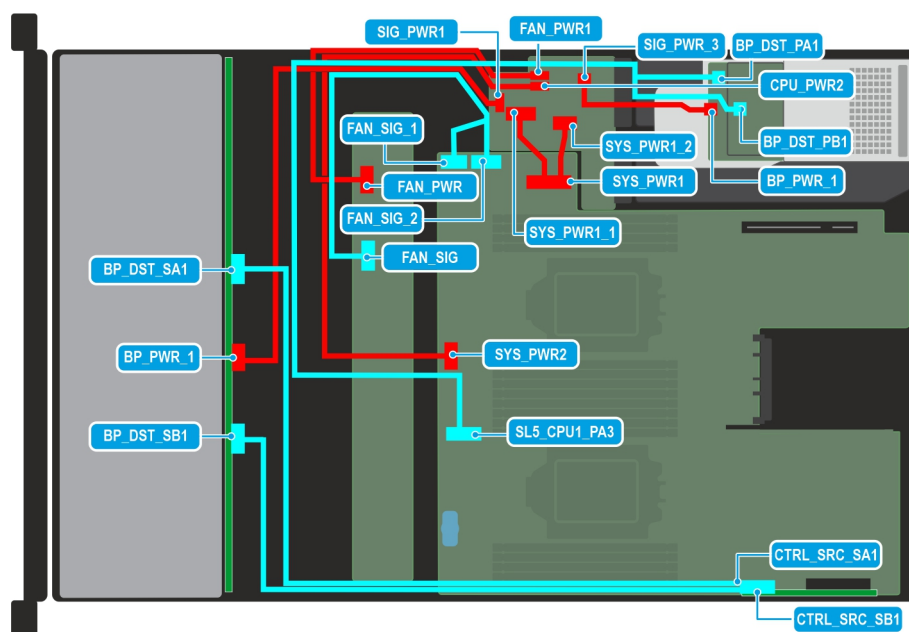 SIG_PWR1
FAN_PWR1
SIG_PWR_3
BP_DST_PA1
CPU_PWR2
FAN_SIG_1
SYS_PWR1_2
BP_DST_PB1
FAN_PWR
SYS_PWR1
BP_PWR_1
FAN_SIG_2
SYS_PWR1_1
FAN_SIG
BP_DST_SA1
BP_PWR_1
SYS_PWR2
BP_DST_SB1
SL5_CPU1_PA3
CTRL_SRC_SA1
CTRL_SRC_SB1